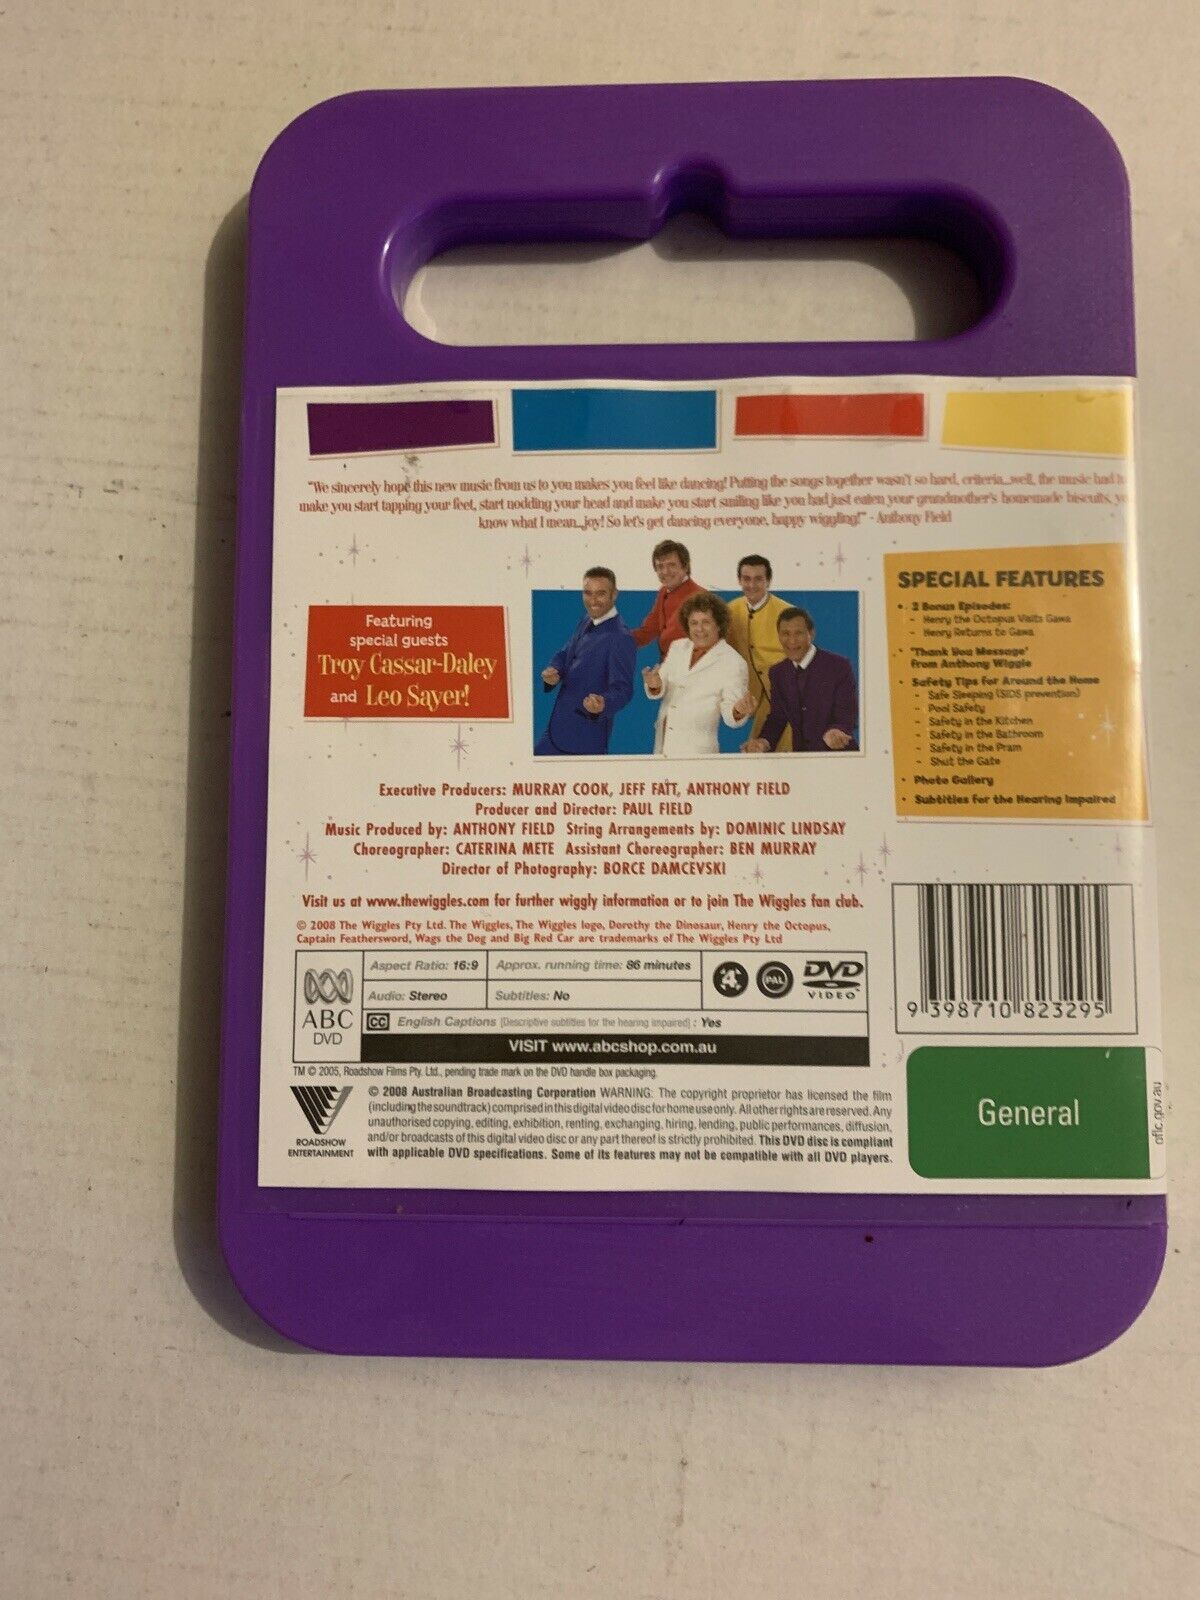 "We sincerely hope this new music from us to you makes you feel like dancing! Putting the songs together wasn't so hard, criteria...well, the music had
make you start tapping your feet, start nodding your head and make you start smiling like you had just eaten your grandmother's homemade biscuits,
know what I mean...joy! So let's get dancing everyone, happy wiggling!" - Anthony Field
Featuring
special guests
Troy Cassar-Daley
and Leo Sayer!
SPECIAL FEATURES
• 2 Bonus Episodes:
- Henry the Octopus Visits Gawa
- Henry Returns to Gawa
• 'Thank You Message'
from Anthony Wiggle
• Safety Tips for Around the Home
- Safe Sleeping (SIDS prevention)
- Pool Safety
- Safety in the Kitchen
- Safety in the Bathroom
- Safety in the Pram
- Shut the Gate
• Photo Gallery
• Subtitles for the Hearing Impaired
Executive Producers: MURRAY COOK, JEFF FATT, ANTHONY FIELD
Producer and Director: PAUL FIELD
Music Produced by: ANTHONY FIELD String Arrangements by: DOMINIC LINDSAY
Choreographer: CATERINA METE Assistant Choreographer: BEN MURRAY
Director of Photography: BORCE DAMCEVSKI
Visit us at www.thewiggles.com for further wiggly information or to join The Wiggles fan club.
© 2008 The Wiggles Pty Ltd. The Wiggles, The Wiggles logo, Dorothy the Dinosaur, Henry the Octopus,
Captain Feathersword, Wags the Dog and Big Red Car are trademarks of The Wiggles Pty Ltd
ABC
DVD
Aspect Ratio: 16:9
Approx. running time: 86 minutes
Audio: Stereo
Subtitles: No
4
PAL
DVD
VIDEO
CC English Captions [Descriptive subtitles for the hearing impaired] : Yes
VISIT www.abcshop.com.au
9 398710 823295
TM © 2005, Roadshow Films Pty. Ltd., pending trade mark on the DVD handle box packaging.
ROADSHOW
ENTERTAINMENT
© 2008 Australian Broadcasting Corporation WARNING: The copyright proprietor has licensed the film
(including the soundtrack) comprised in this digital video disc for home use only. All other rights are reserved. Any
unauthorised copying, editing, exhibition, renting, exchanging, hiring, lending, public performances, diffusion,
and/or broadcasts of this digital video disc or any part thereof is strictly prohibited. This DVD disc is compliant
with applicable DVD specifications. Some of its features may not be compatible with all DVD players.
General
oflc.gov.au